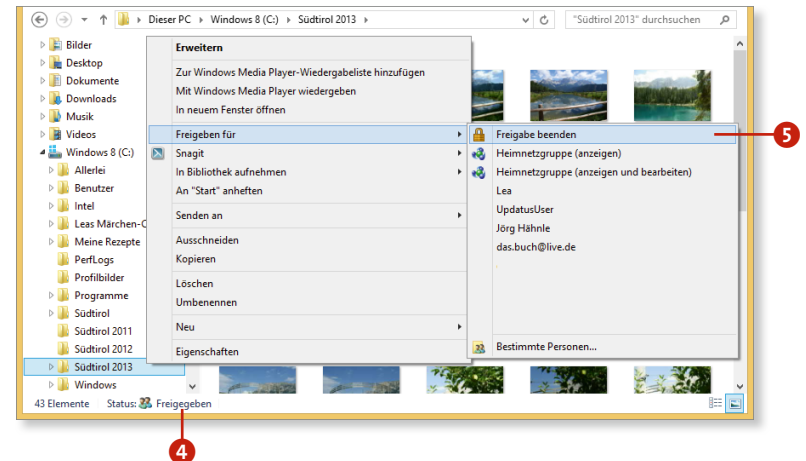 Dieser PC Windows 8 (C:) Südtirol 2013
"Südtirol 2013" durchsuchen
Bilder
Desktop
Dokumente
Downloads
Musik
Videos
Windows 8 (C:)
Allerlei
Benutzer
Intel
Leas Märchen-C
Meine Rezepte
PerfLogs
Profilbilder
Programme
Südtirol
Südtirol 2011
Südtirol 2012
Südtirol 2013
Windows
Erweitern
Zur Windows Media Player-Wiedergabeliste hinzufügen
Mit Windows Media Player wiedergeben
In neuem Fenster öffnen
Freigeben für
Snagit
In Bibliothek aufnehmen
An "Start" anheften
Senden an
Ausschneiden
Kopieren
Löschen
Umbenennen
Neu
Eigenschaften
Freigabe beenden
5
Heimnetzgruppe (anzeigen)
Heimnetzgruppe (anzeigen und bearbeiten)
Lea
UpdatusUser
Jörg Hähnle
das.buch@live.de
Bestimmte Personen...
43 Elemente Status: Freigegeben
4